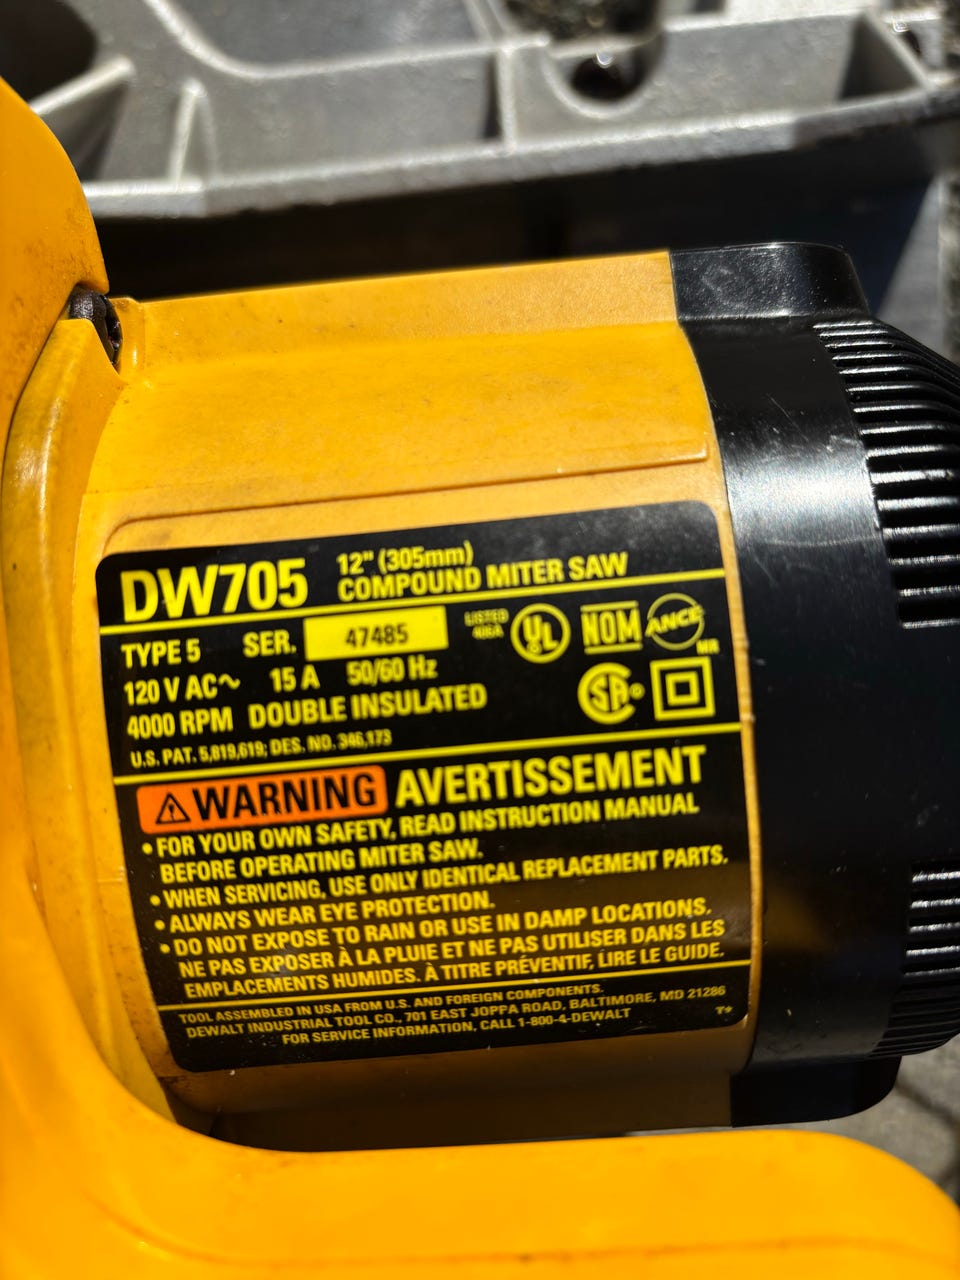 DW705 12" (305mm)
COMPOUND MITER SAW
TYPE 5 SER. 47485 LISTED UL NOM ANCE
120 V AC~ 15 A 50/60 Hz MR
4000 RPM DOUBLE INSULATED SA
U.S. PAT. 5,819,619; DES. NO. 346,173
WARNING AVERTISSEMENT
• FOR YOUR OWN SAFETY, READ INSTRUCTION MANUAL
BEFORE OPERATING MITER SAW.
• WHEN SERVICING, USE ONLY IDENTICAL REPLACEMENT PARTS.
• ALWAYS WEAR EYE PROTECTION.
• DO NOT EXPOSE TO RAIN OR USE IN DAMP LOCATIONS.
NE PAS EXPOSER À LA PLUIE ET NE PAS UTILISER DANS LES
EMPLACEMENTS HUMIDES. À TITRE PRÉVENTIF, LIRE LE GUIDE.
TOOL ASSEMBLED IN USA FROM U.S. AND FOREIGN COMPONENTS.
DEWALT INDUSTRIAL TOOL CO., 701 EAST JOPPA ROAD, BALTIMORE, MD 21286
FOR SERVICE INFORMATION, CALL 1-800-4-DEWALT